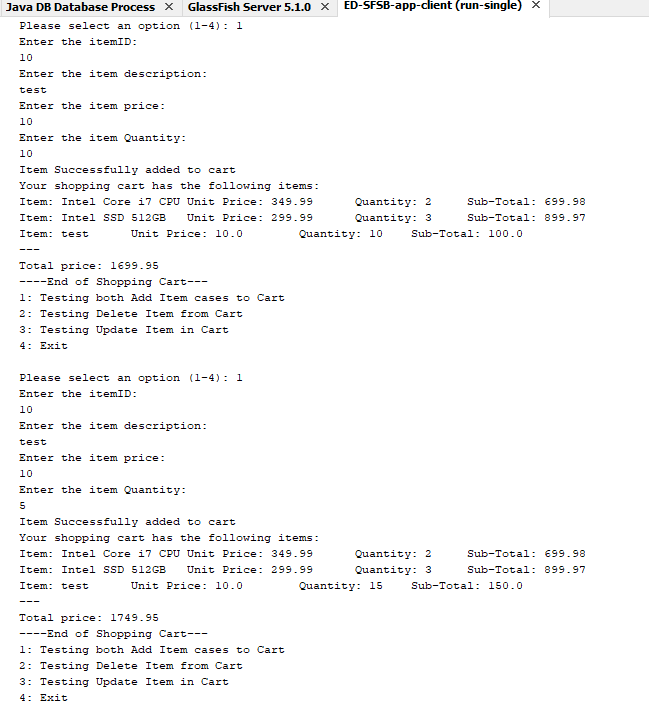 Java DB Database Process × GlassFish Server 5.1.0 × ED-SFSB-app-client (run-single) ×
Please select an option (1-4): 1
Enter the itemID:
10
Enter the item description:
test
Enter the item price:
10
Enter the item Quantity:
10
Item Successfully added to cart
Your shopping cart has the following items:
Item: Intel Core i7 CPU Unit Price: 349.99 Quantity: 2 Sub-Total: 699.98
Item: Intel SSD 512GB Unit Price: 299.99 Quantity: 3 Sub-Total: 899.97
Item: test Unit Price: 10.0 Quantity: 10 Sub-Total: 100.0
---
Total price: 1699.95
----End of Shopping Cart---
1: Testing both Add Item cases to Cart
2: Testing Delete Item from Cart
3: Testing Update Item in Cart
4: Exit
Please select an option (1-4): 1
Enter the itemID:
10
Enter the item description:
test
Enter the item price:
10
Enter the item Quantity:
5
Item Successfully added to cart
Your shopping cart has the following items:
Item: Intel Core i7 CPU Unit Price: 349.99 Quantity: 2 Sub-Total: 699.98
Item: Intel SSD 512GB Unit Price: 299.99 Quantity: 3 Sub-Total: 899.97
Item: test Unit Price: 10.0 Quantity: 15 Sub-Total: 150.0
---
Total price: 1749.95
----End of Shopping Cart---
1: Testing both Add Item cases to Cart
2: Testing Delete Item from Cart
3: Testing Update Item in Cart
4: Exit